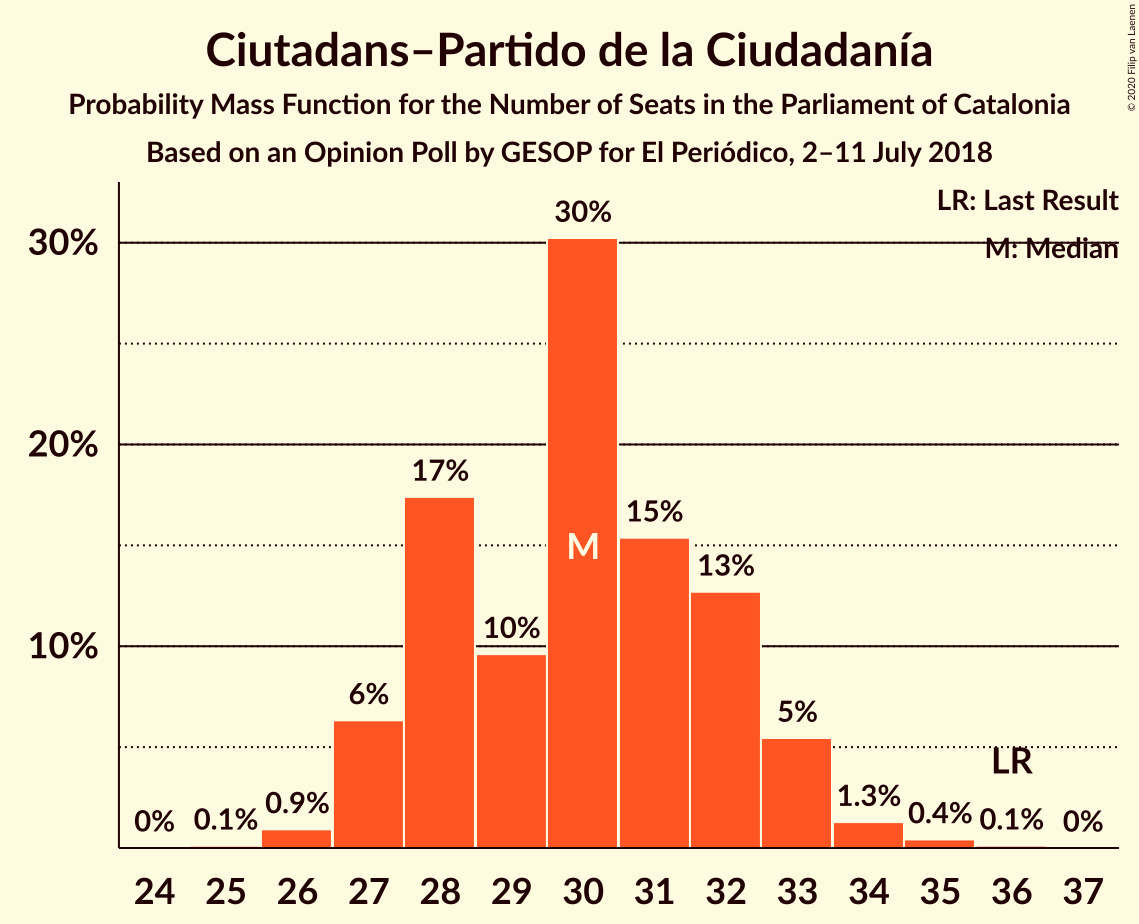 Ciutadans–Partido de la Ciudadanía
Probability Mass Function for the Number of Seats in the Parliament of Catalonia
Based on an Opinion Poll by GESOP for El Periódico, 2–11 July 2018
© 2020 Filip van Laenen
LR: Last Result
M: Median
30%
20%
10%
0%
0.1%
0.9%
6%
17%
10%
30%
15%
13%
5%
1.3%
0.4%
0.1%
0%
M
LR
24 25 26 27 28 29 30 31 32 33 34 35 36 37